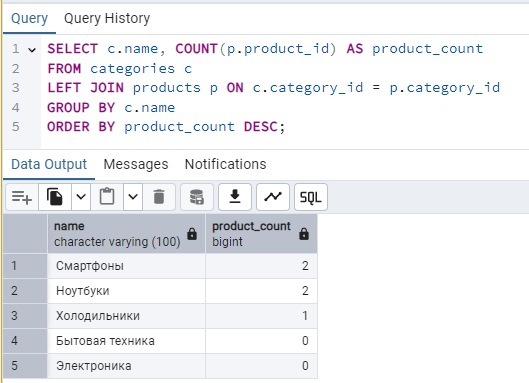 Query Query History
1 SELECT c.name, COUNT(p.product_id) AS product_count
2 FROM categories c
3 LEFT JOIN products p ON c.category_id = p.category_id
4 GROUP BY c.name
5 ORDER BY product_count DESC;
Data Output Messages Notifications
SQL
name product_count
character varying (100) bigint
1 Смартфоны 2
2 Ноутбуки 2
3 Холодильники 1
4 Бытовая техника 0
5 Электроника 0